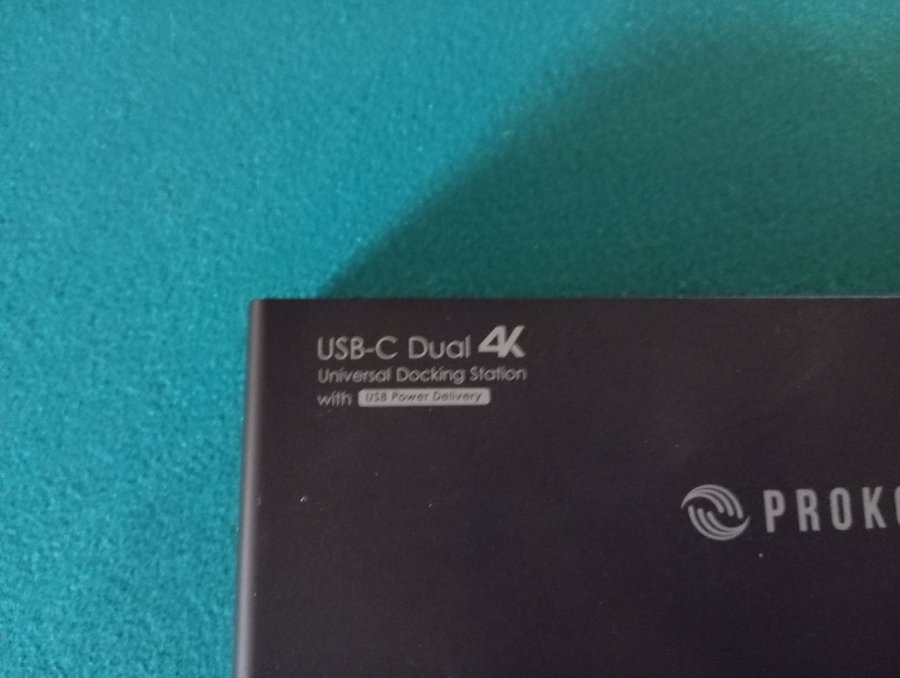 USB-C Dual 4K
Universal Docking Station
with USB Power Delivery
PROK